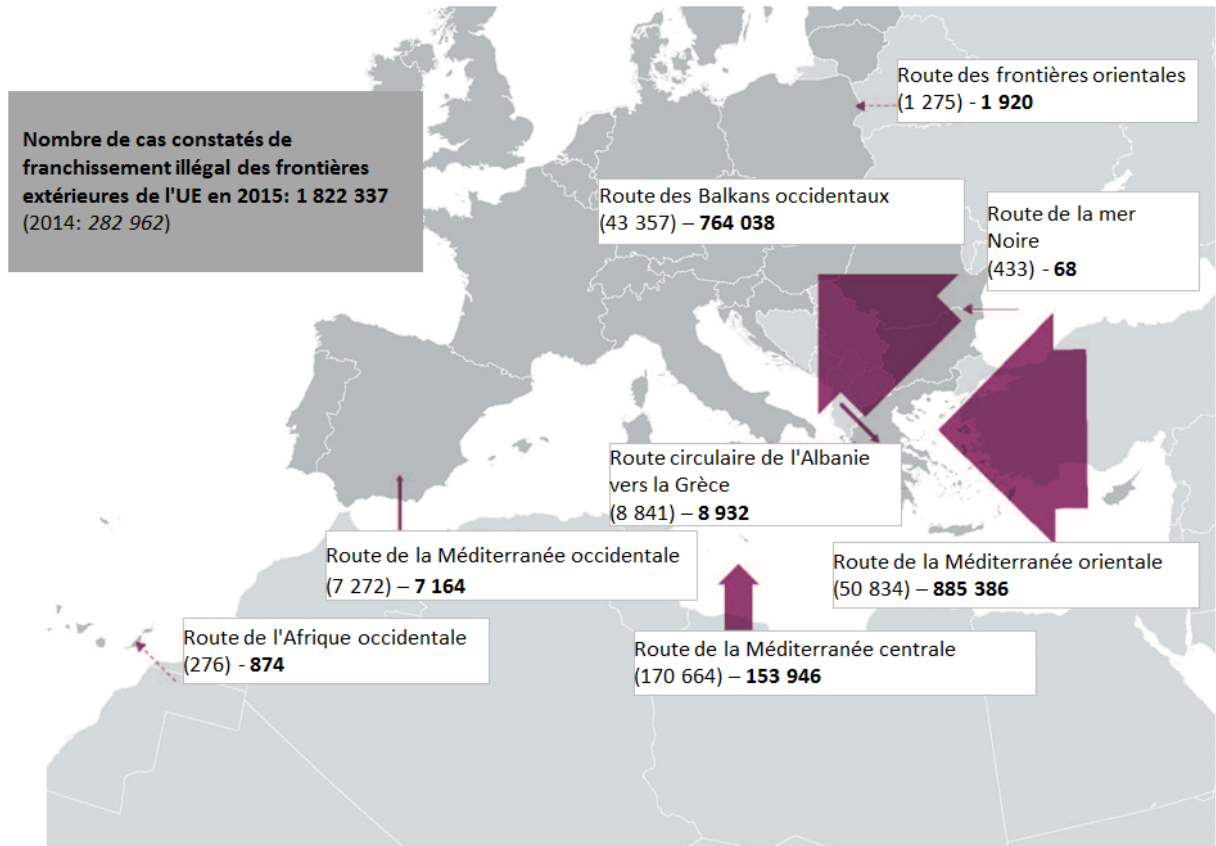 Nombre de cas constatés de
franchissement illégal des frontières
extérieures de l'UE en 2015: 1 822 337
(2014: 282 962)
Route des frontières orientales
(1 275) - 1 920
Route des Balkans occidentaux
(43 357) – 764 038
Route de la mer
Noire
(433) - 68
Route circulaire de l'Albanie
vers la Grèce
(8 841) – 8 932
Route de la Méditerranée occidentale
(7 272) – 7 164
Route de la Méditerranée orientale
(50 834) – 885 386
Route de l'Afrique occidentale
(276) - 874
Route de la Méditerranée centrale
(170 664) – 153 946